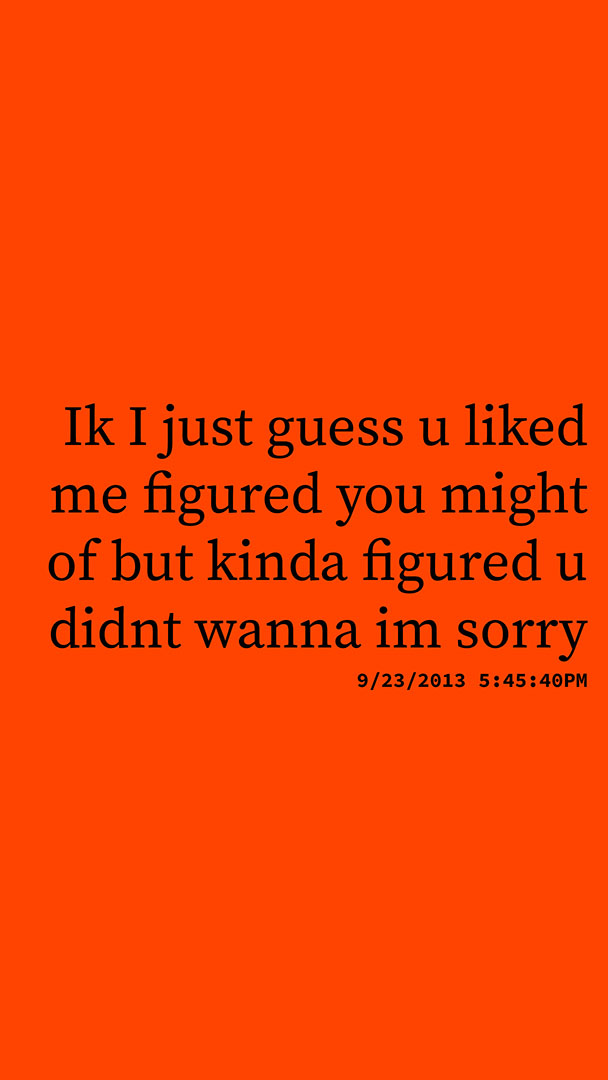 Ik I just guess u liked
me figured you might
of but kinda figured u
didnt wanna im sorry
9/23/2013 5:45:40PM